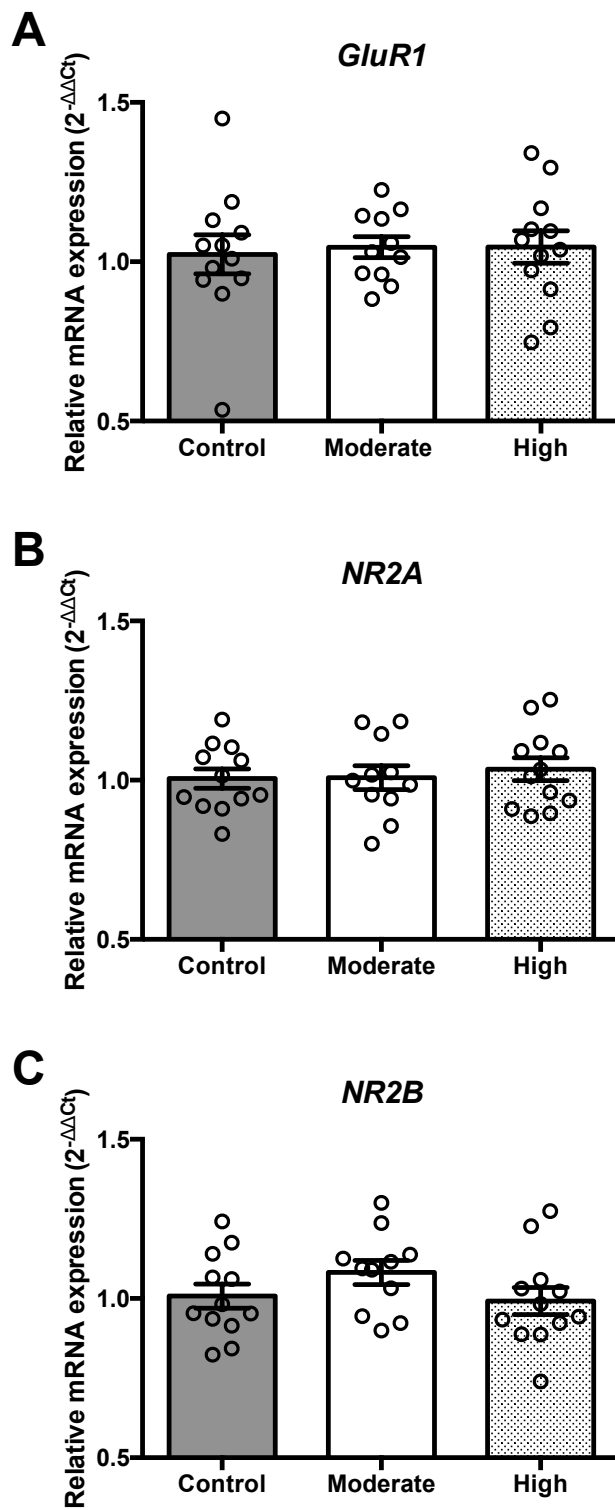 A
GluR1
Relative mRNA expression (2-ΔΔCt)
1.5
1.0
0.5
Control Moderate High
B
NR2A
Relative mRNA expression (2-ΔΔCt)
1.5
1.0
0.5
Control Moderate High
C
NR2B
Relative mRNA expression (2-ΔΔCt)
1.5
1.0
0.5
Control Moderate High